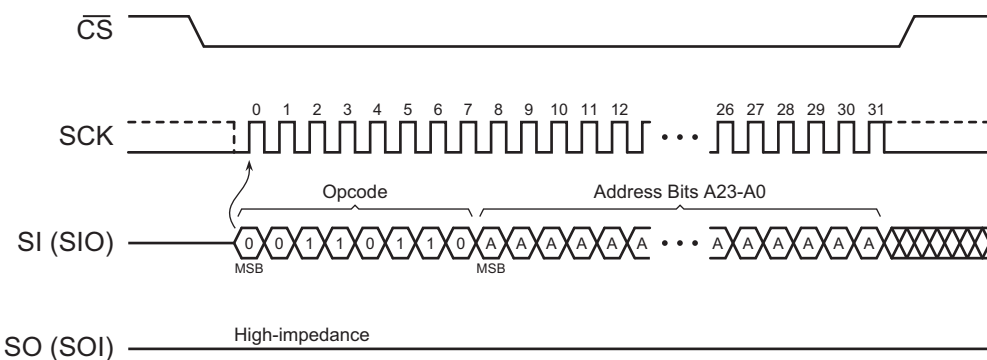 CS
0 1 2 3 4 5 6 7 8 9 10 11 12 26 27 28 29 30 31
SCK
Opcode Address Bits A23-A0
SI (SIO) 0 0 1 1 0 1 1 0 A A A A A A A A A A A A
MSB MSB
High-impedance
SO (SOI)